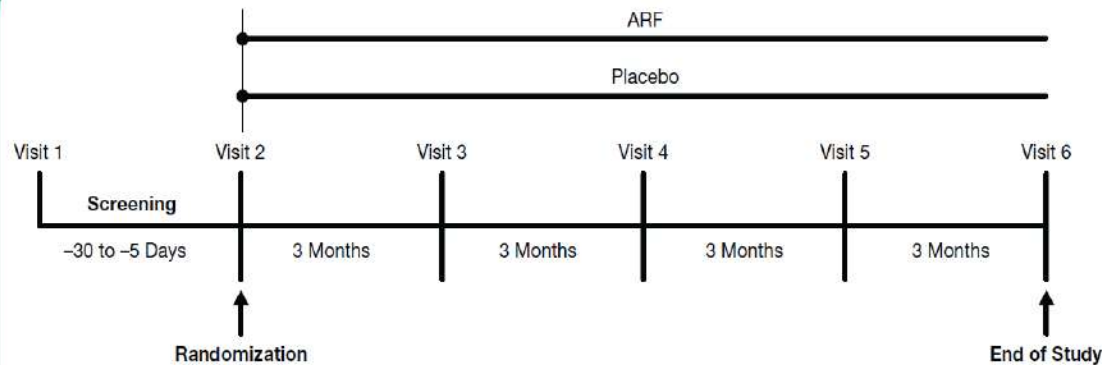 ARF
Placebo
Visit 1 Visit 2 Visit 3 Visit 4 Visit 5 Visit 6
Screening
–30 to –5 Days 3 Months 3 Months 3 Months 3 Months
Randomization End of Study